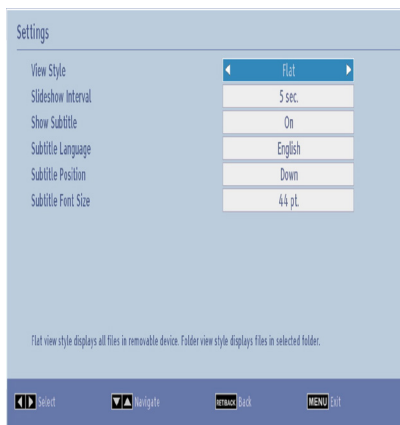 Settings
View Style Flat
Slideshow Interval 5 sec.
Show Subtitle On
Subtitle Language English
Subtitle Position Down
Subtitle Font Size 44 pt.
Flat view style displays all files in removable device. Folder view style displays files in selected folder.
Select Navigate RET/BACK Back MENU Exit